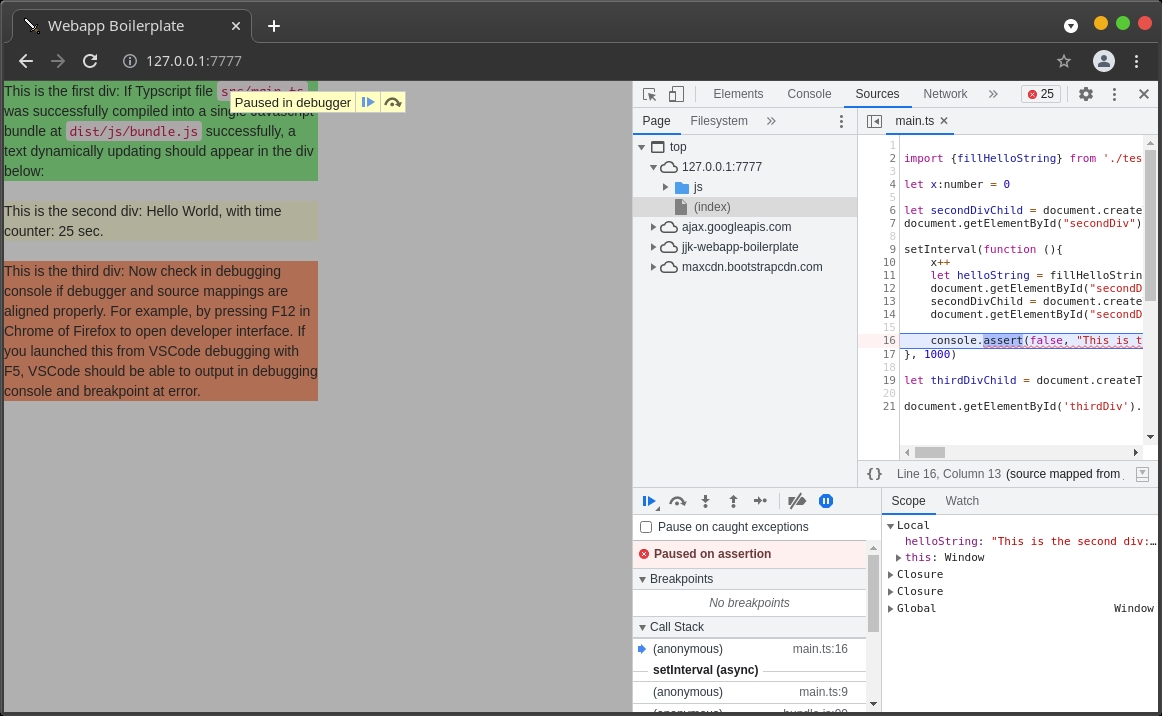 Webapp Boilerplate
127.0.0.1:7777
This is the first div: If Typscript file src/main.ts
was successfully compiled into a single Javascript
bundle at dist/js/bundle.js successfully, a
text dynamically updating should appear in the div
below:
Paused in debugger
This is the second div: Hello World, with time
counter: 25 sec.
This is the third div: Now check in debugging
console if debugger and source mappings are
aligned properly. For example, by pressing F12 in
Chrome of Firefox to open developer interface. If
you launched this from VSCode debugging with
F5, VSCode should be able to output in debugging
console and breakpoint at error.
Elements Console Sources Network » 25
Page Filesystem »
top
127.0.0.1:7777
js
(index)
ajax.googleapis.com
jjk-webapp-boilerplate
maxcdn.bootstrapcdn.com
main.ts
1
2 import {fillHelloString} from './tes
3
4 let x:number = 0
5
6 let secondDivChild = document.create
7 document.getElementById("secondDiv")
8
9 setInterval(function (){
10 x++
11 let helloString = fillHelloStrin
12 document.getElementById("secondD
13 secondDivChild = document.create
14 document.getElementById("secondD
15
16 console.assert(false, "This is t
17 }, 1000)
18
19 let thirdDivChild = document.createT
20
21 document.getElementById('thirdDiv').
{} Line 16, Column 13 (source mapped from
Pause on caught exceptions
Paused on assertion
Breakpoints
No breakpoints
Call Stack
(anonymous) main.ts:16
setInterval (async)
(anonymous) main.ts:9
(anonymous) bundle.js:90
Scope Watch
Local
helloString: "This is the second div:…
this: Window
Closure
Closure
Global Window